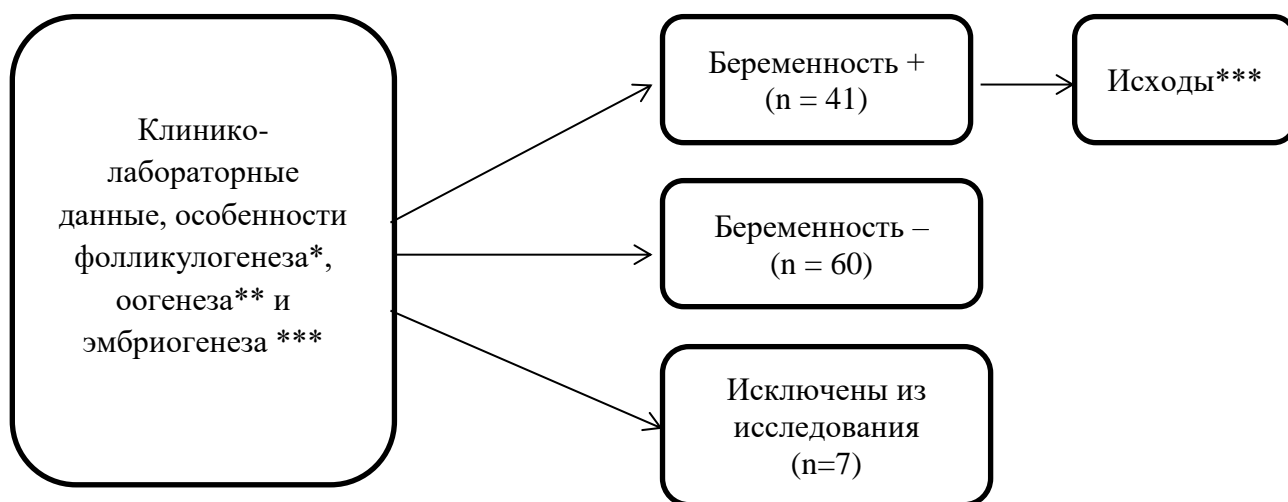 Клинико-
лабораторные
данные, особенности
фолликулогенеза*,
оогенеза** и
эмбриогенеза ***
Беременность +
(n = 41)
Исходы***
Беременность –
(n = 60)
Исключены из
исследования
(n=7)